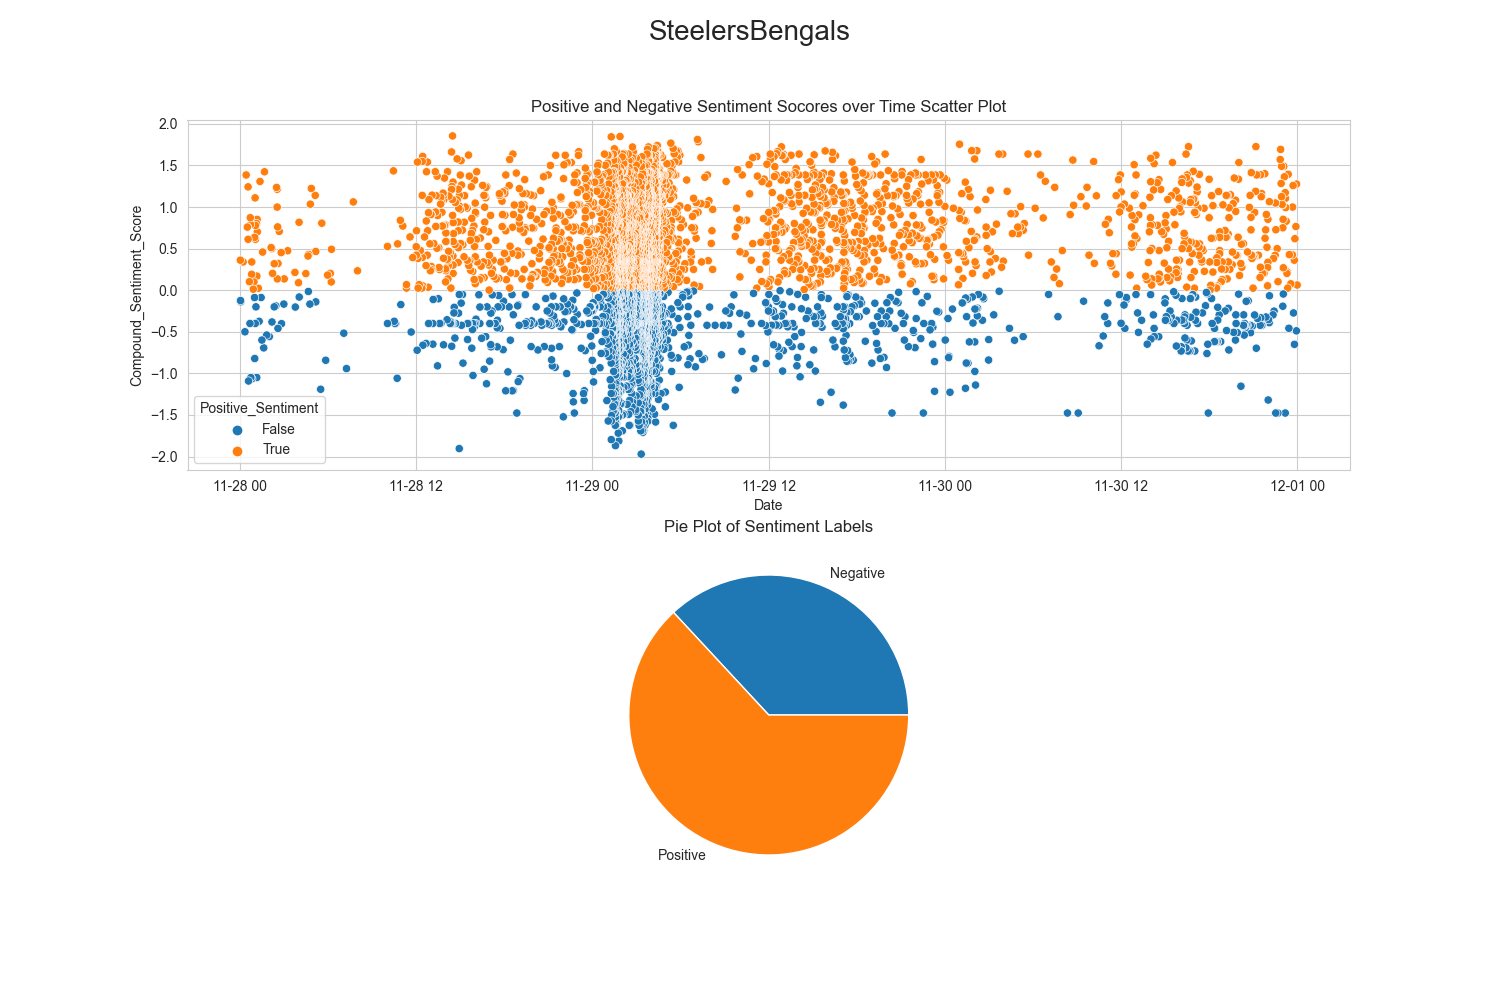 SteelersBengals
Positive and Negative Sentiment Socores over Time Scatter Plot
2.0
1.5
1.0
0.5
0.0
−0.5
−1.0
−1.5
−2.0
Compound_Sentiment_Score
Positive_Sentiment
False
True
11-28 00
11-28 12
11-29 00
11-29 12
11-30 00
11-30 12
12-01 00
Date
Pie Plot of Sentiment Labels
Negative
Positive